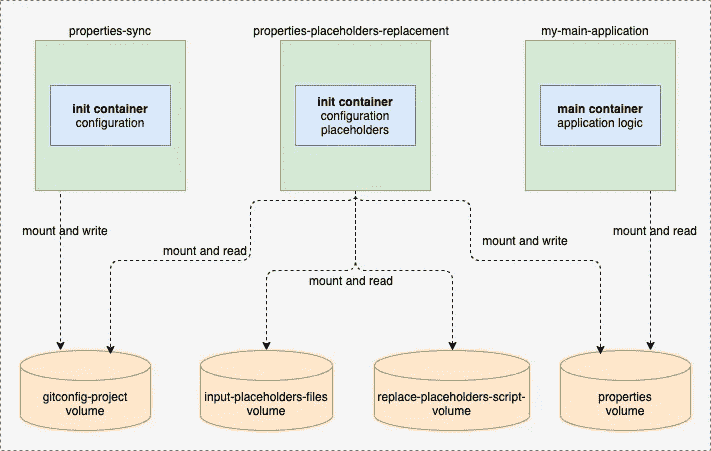 properties-sync
properties-placeholders-replacement
my-main-application
init container
configuration
init container
configuration
placeholders
main container
application logic
mount and write
mount and read
mount and read
mount and write
mount and read
gitconfig-project
volume
input-placeholders-files
volume
replace-placeholders-script-
volume
properties
volume